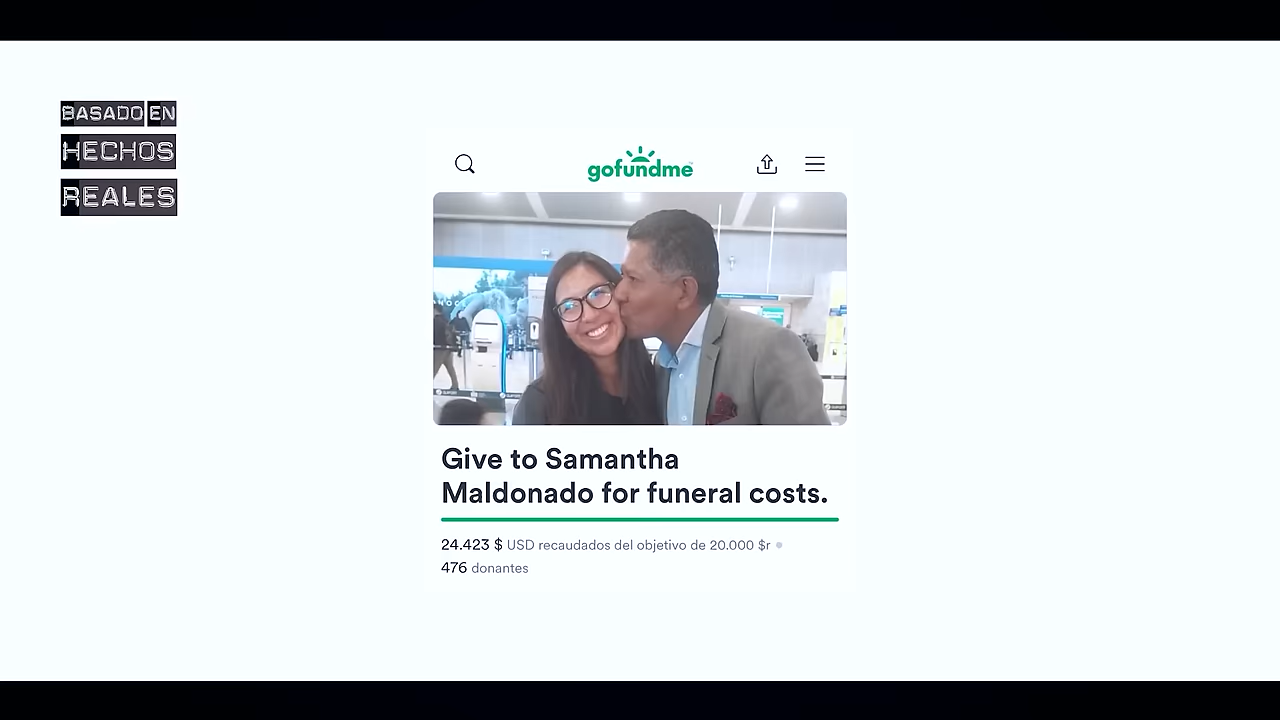 BASADO EN
HECHOS
REALES
gofundme
Give to Samantha
Maldonado for funeral costs.
24.423 $ USD recaudados del objetivo de 20.000 $r
476 donantes